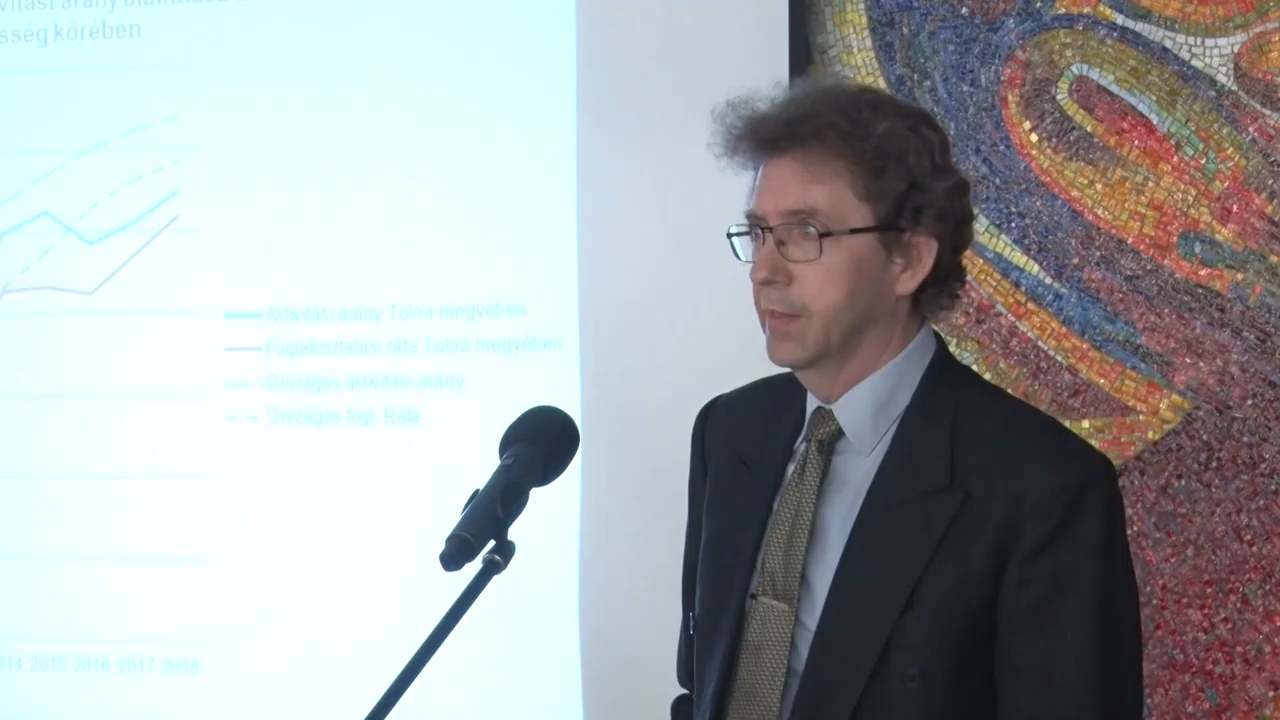 körében
Aktivitási arány Tolna megyében
Foglalkoztatási ráta Tolna megyében
Országos aktivitási arány
Országos fogl. Ráta
2015 2016 2017 2018